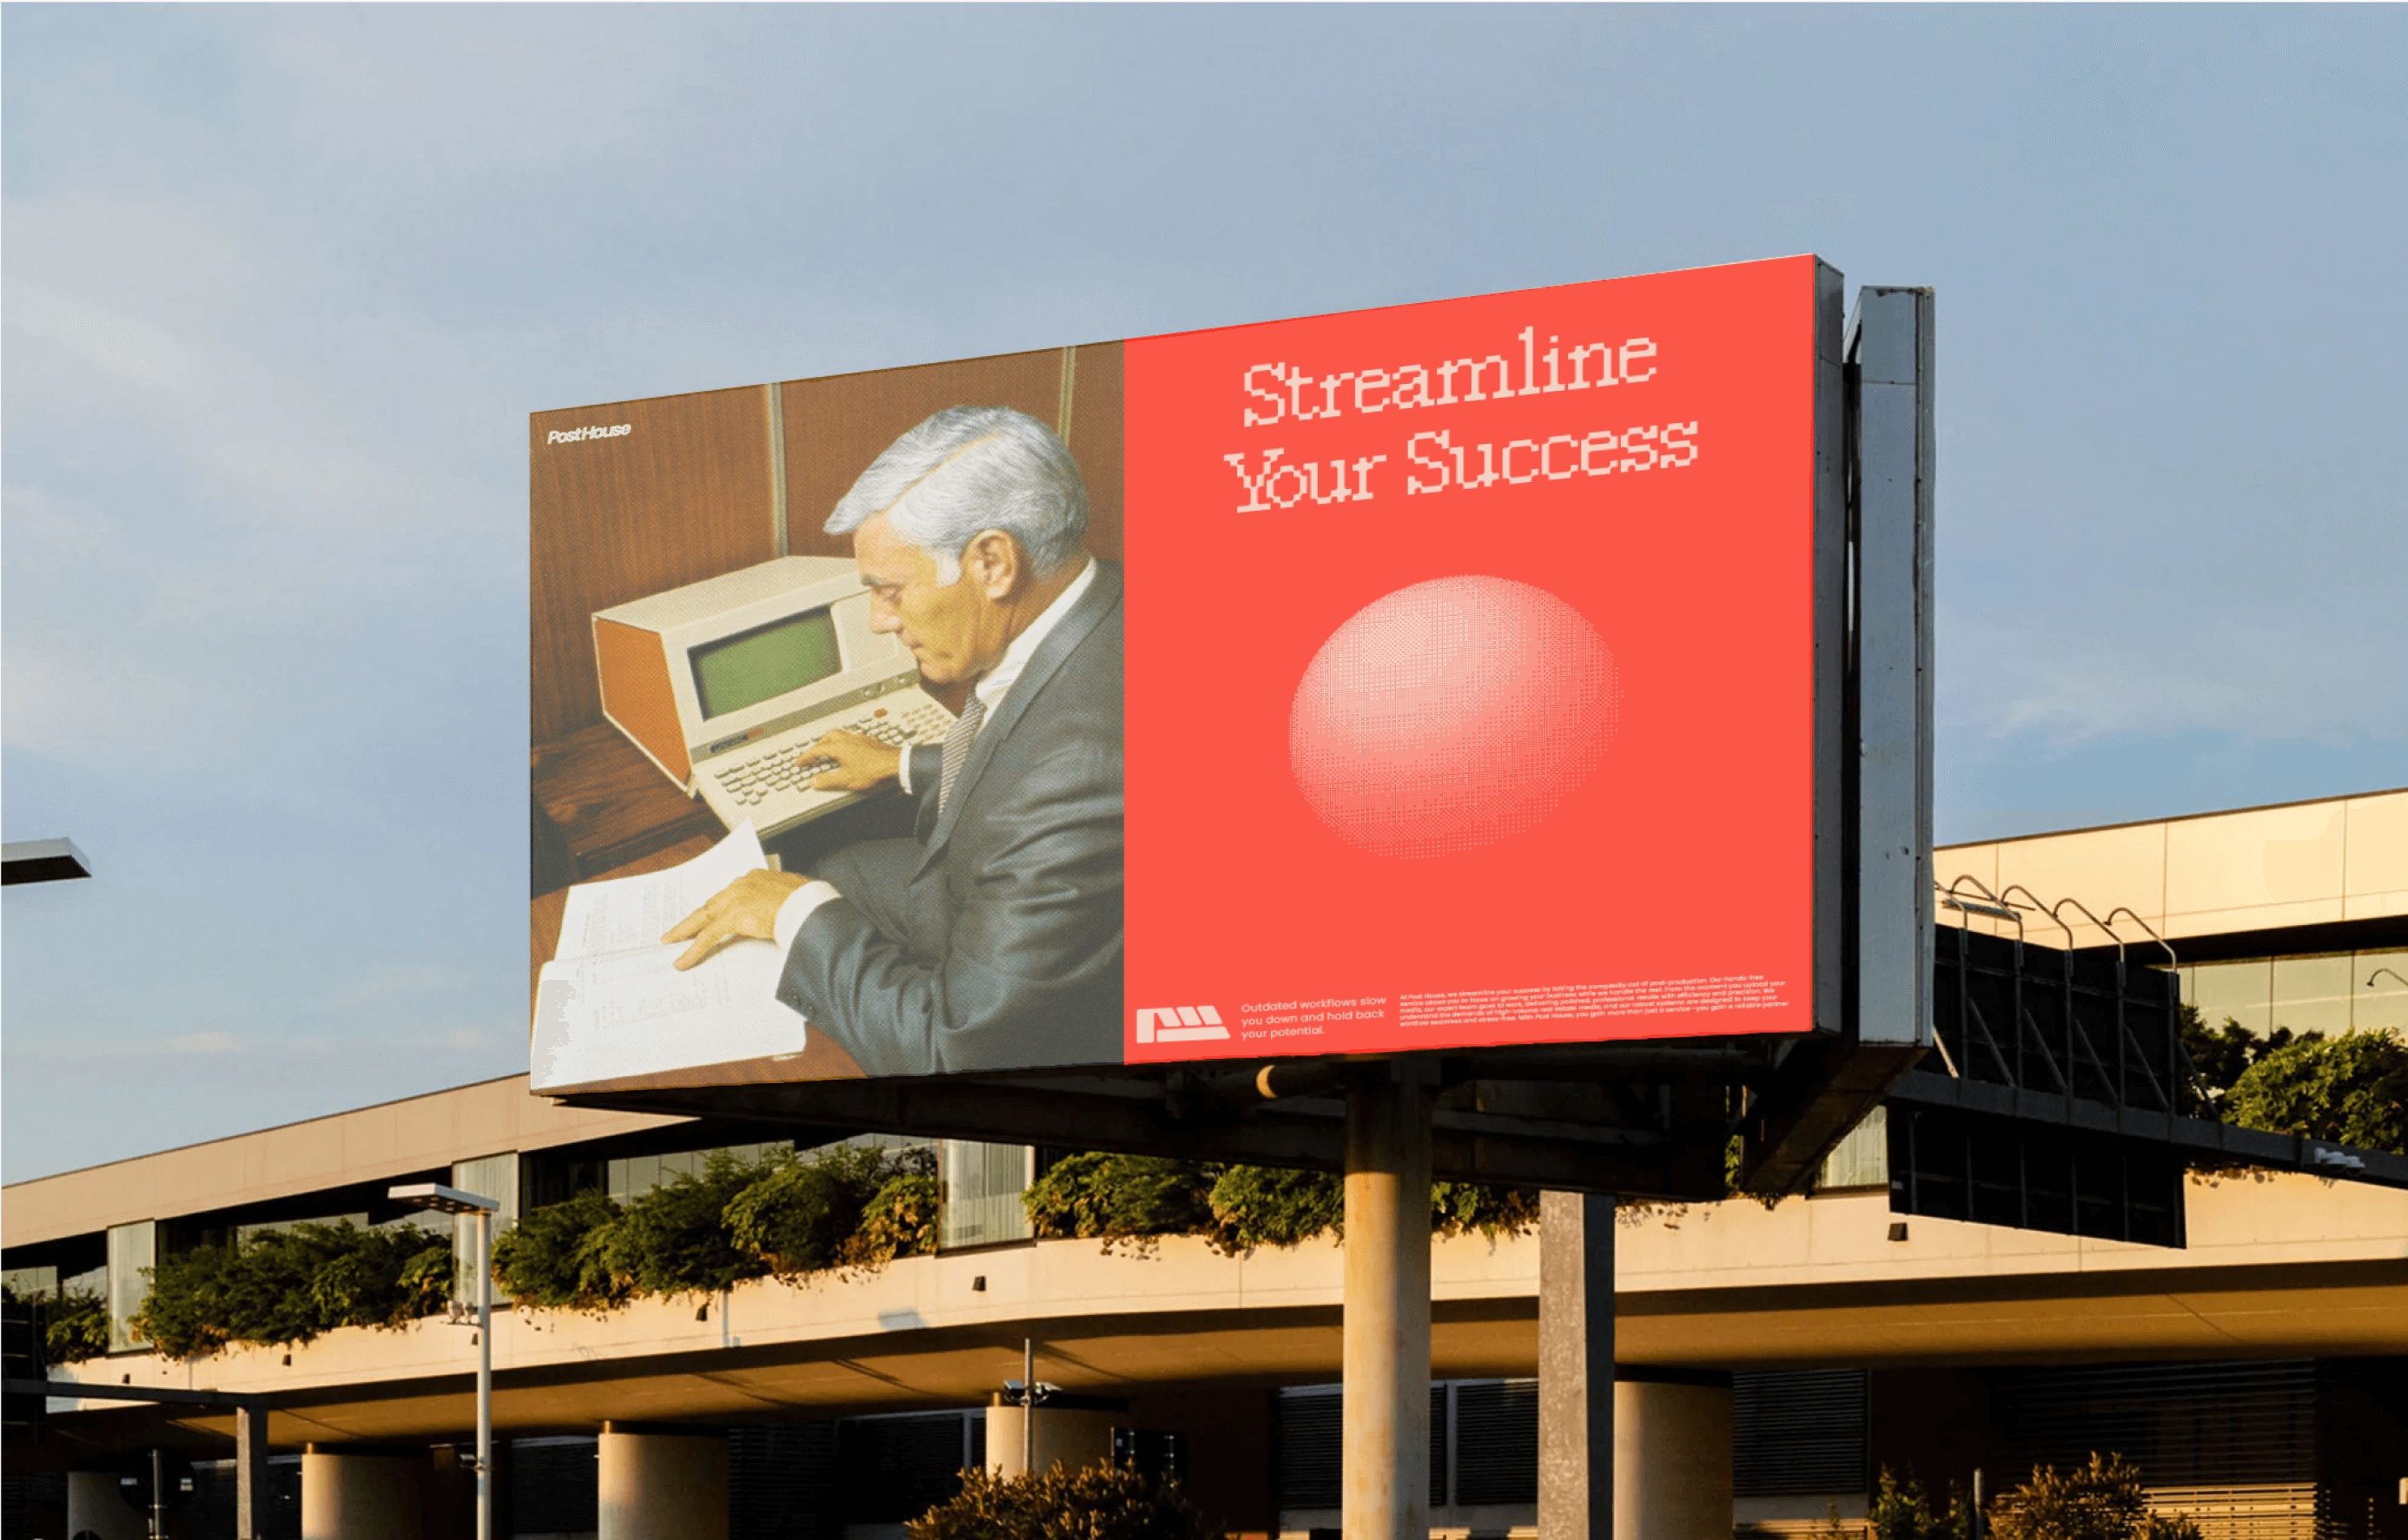 PostHouse
Streamline
Your Success
Outdated workflows slow
you down and hold back
your potential.
At Post House, we streamline your success by taking the complexity out of post-production. Our hands-free
service allows you to focus on growing your business while we handle the rest. From the moment you upload your
media, our expert team goes to work, delivering polished, professional results with efficiency and precision. We
understand the demands of high-volume real estate media, and our robust systems are designed to keep your
workflow seamless and stress-free. With Post House, you gain more than just a service—you gain a reliable partner